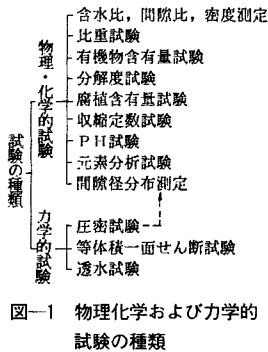 試験の種類
物理・化学的試験
含水比，間隙比，密度測定
比重試験
有機物含有量試験
分解度試験
腐植含有量試験
収縮定数試験
PH試験
元素分析試験
間隙径分布測定
力学的試験
圧密試験
等体積一面せん断試験
透水試験
図—1 物理化学および力学的
試験の種類